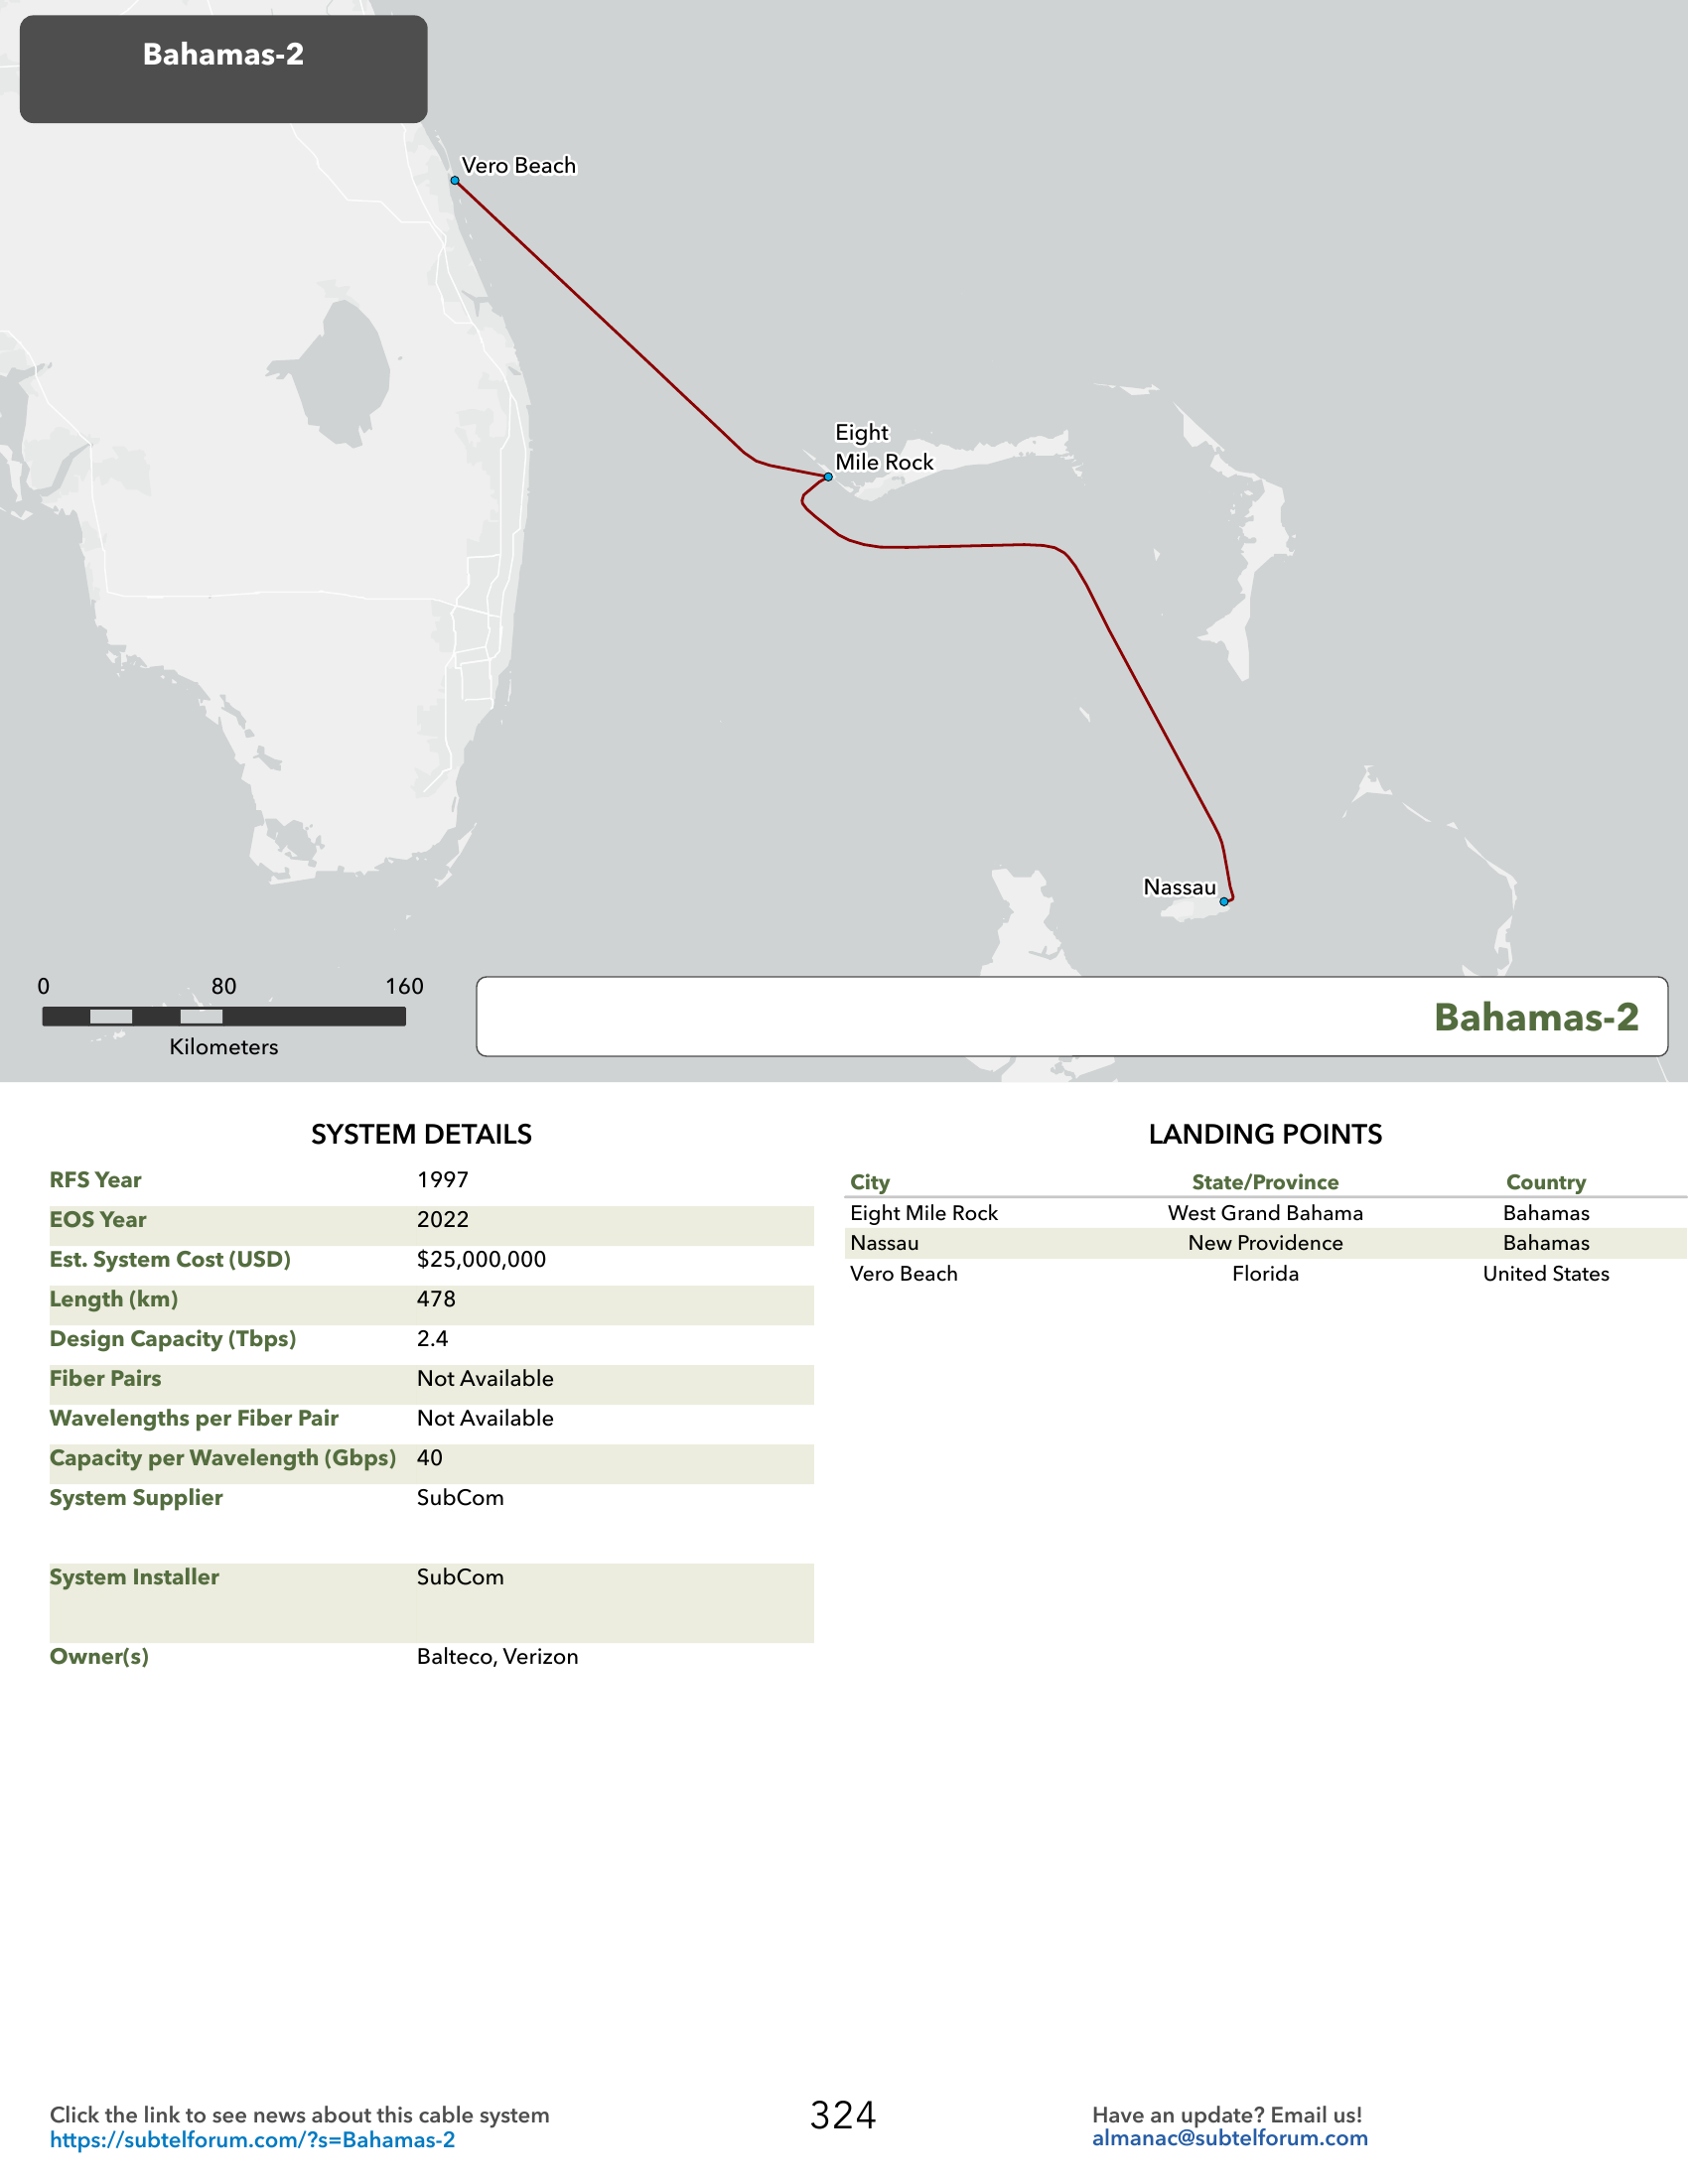 Bahamas-2
Vero Beach
Eight
Mile Rock
Nassau
0 80 160
Kilometers
Bahamas-2
SYSTEM DETAILS
RFS Year 1997
EOS Year 2022
Est. System Cost (USD) $25,000,000
Length (km) 478
Design Capacity (Tbps) 2.4
Fiber Pairs Not Available
Wavelengths per Fiber Pair Not Available
Capacity per Wavelength (Gbps) 40
System Supplier SubCom
System Installer SubCom
Owner(s) Balteco, Verizon
LANDING POINTS
City State/Province Country
Eight Mile Rock West Grand Bahama Bahamas
Nassau New Providence Bahamas
Vero Beach Florida United States
Click the link to see news about this cable system
https://subtelforum.com/?s=Bahamas-2
324
Have an update? Email us!
almanac@subtelforum.com